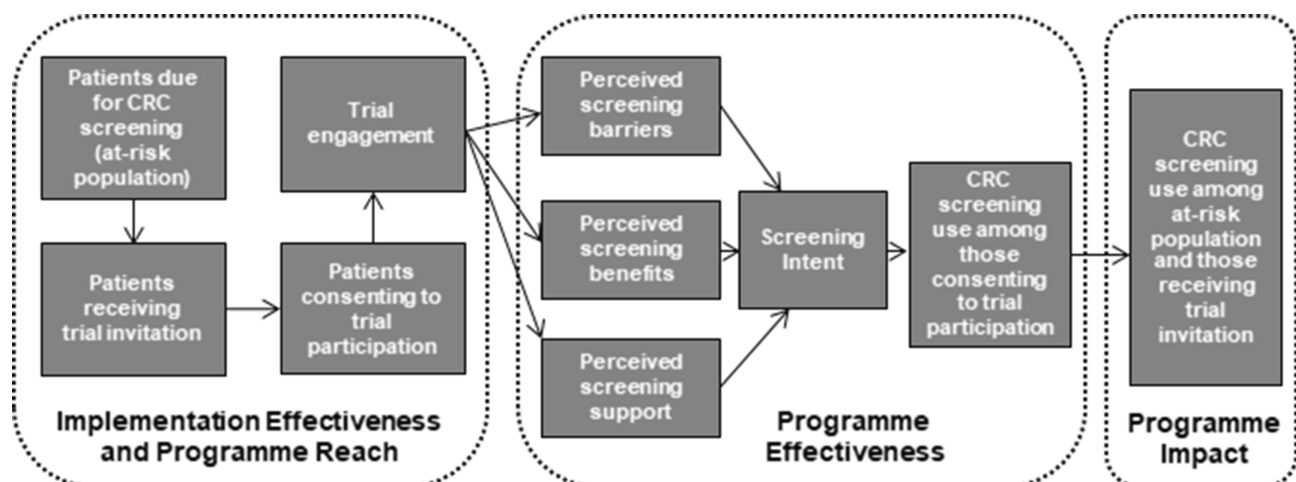 Patients due
for CRC
screening
(at-risk
population)
Patients
receiving
trial invitation
Patients
consenting to
trial
participation
Trial
engagement
Implementation Effectiveness
and Programme Reach
Perceived
screening
barriers
Perceived
screening
benefits
Perceived
screening
support
Screening
Intent
CRC
screening
use among
those
consenting
to trial
participation
Programme
Effectiveness
CRC
screening
use among
at-risk
population
and those
receiving
trial
invitation
Programme
Impact